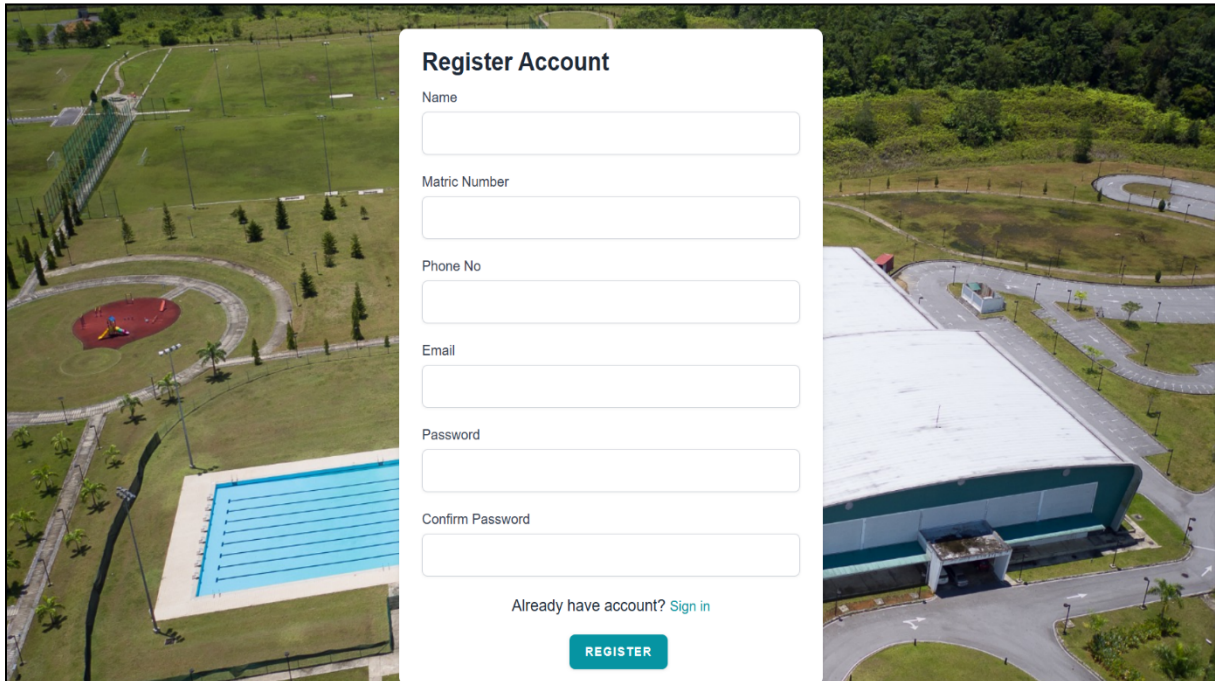 Register Account
Name
Matric Number
Phone No
Email
Password
Confirm Password
Already have account? Sign in
REGISTER